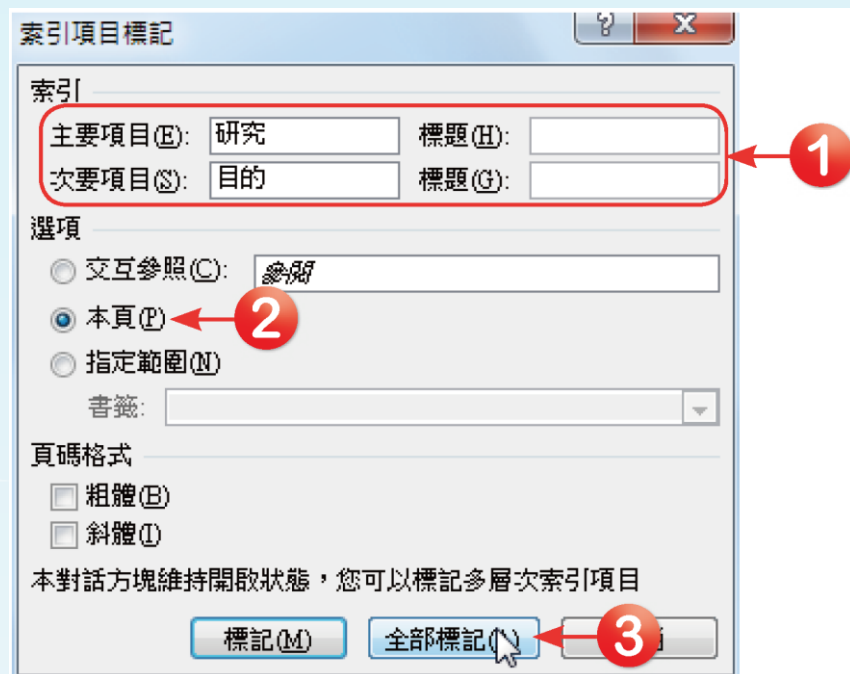 索引項目標記
索引
主要項目(E): 研究 標題(H):
次要項目(S): 目的 標題(G):
1
選項
交互參照(C): 參閱
本頁(P)
2
指定範圍(N)
書籤:
頁碼格式
粗體(B)
斜體(I)
本對話方塊維持開啟狀態，您可以標記多層次索引項目
標記(M) 全部標記
3